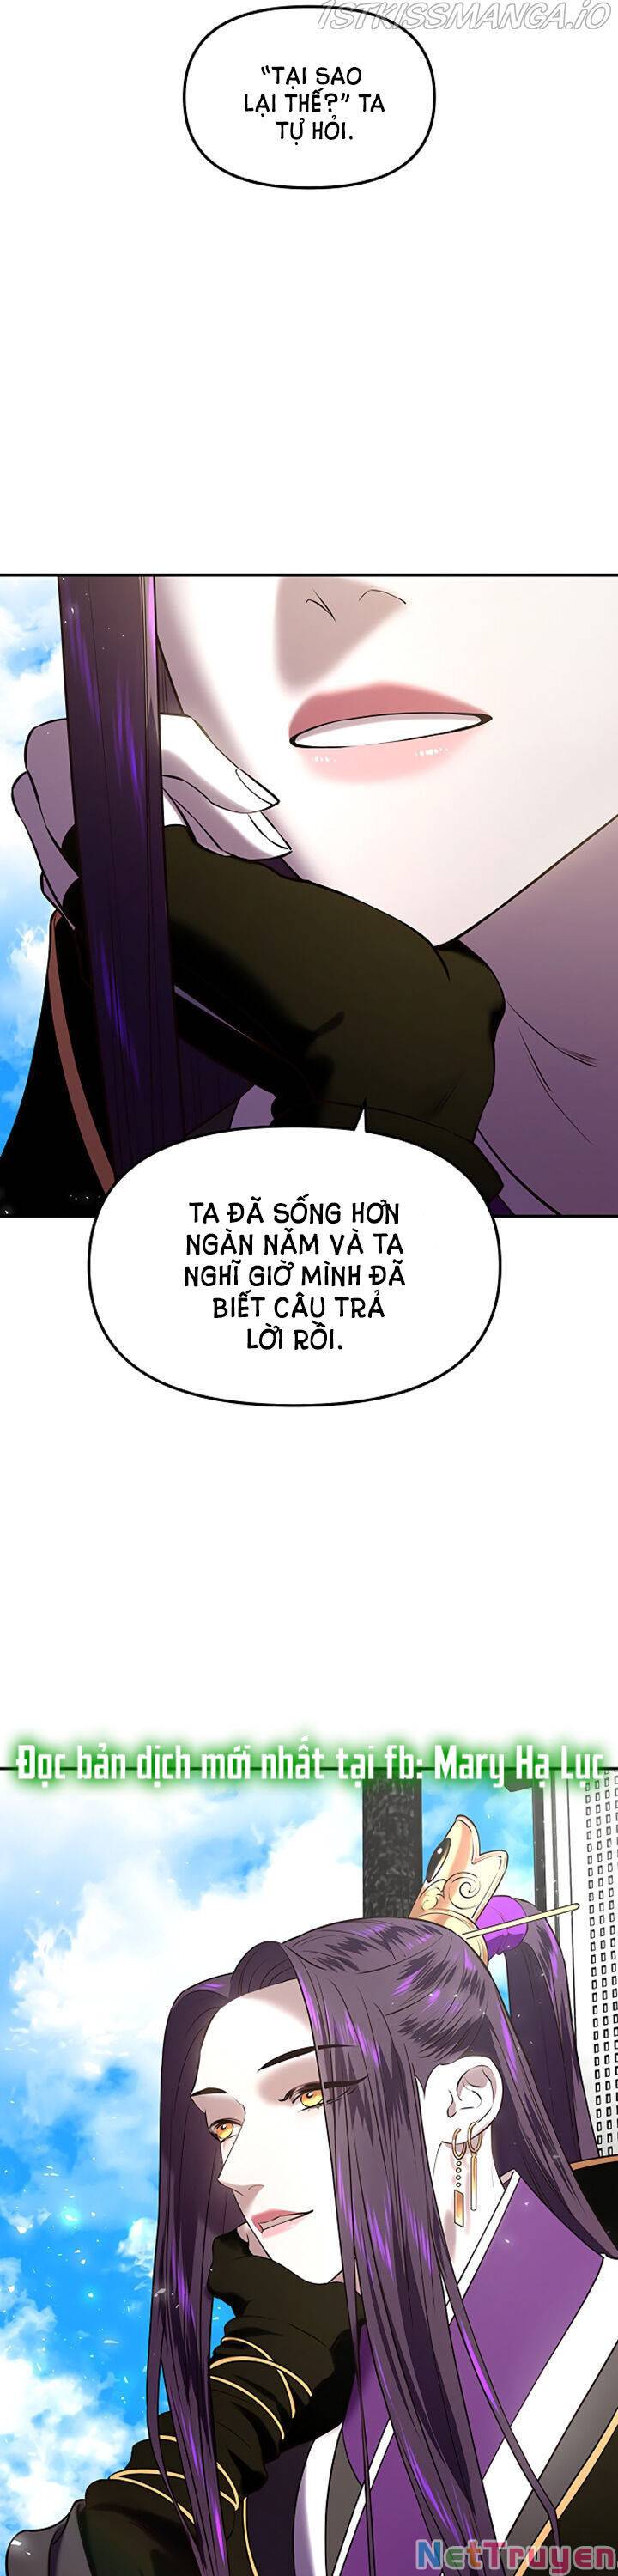 1STKISSMANGA.IO
“TẠI SAO
LẠI THẾ?” TA
TỰ HỎI.
TA ĐÃ SỐNG HƠN
NGÀN NĂM VÀ TA
NGHĨ GIỜ MÌNH ĐÃ
BIẾT CÂU TRẢ
LỜI RỒI.
Đọc bản dịch mới nhất tại fb: Mary Hạ Lục
NetTruyen
NetTruyen